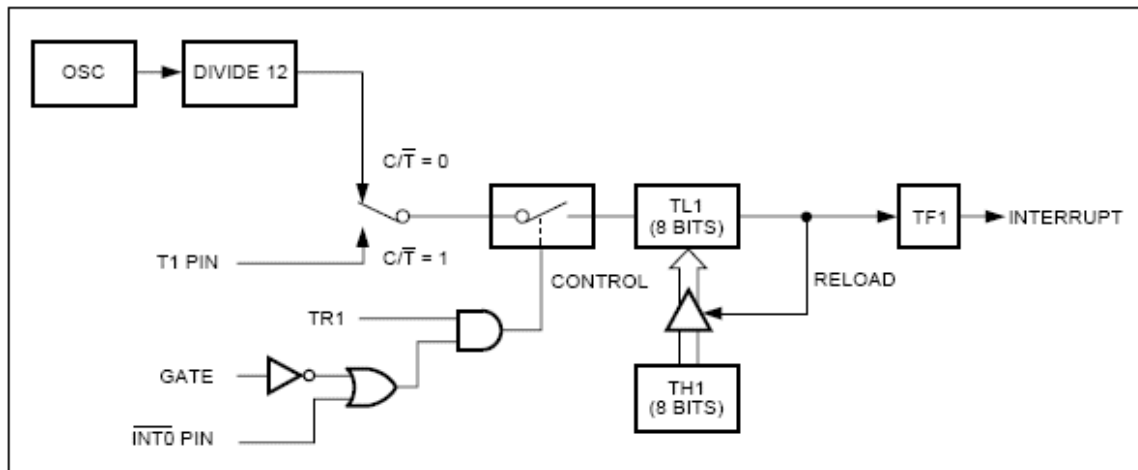 OSC
DIVIDE 12
C/T̅ = 0
TL1
(8 BITS)
TF1
INTERRUPT
T1 PIN
C/T̅ = 1
CONTROL
RELOAD
TR1
GATE
TH1
(8 BITS)
I̅N̅T̅0̅ PIN